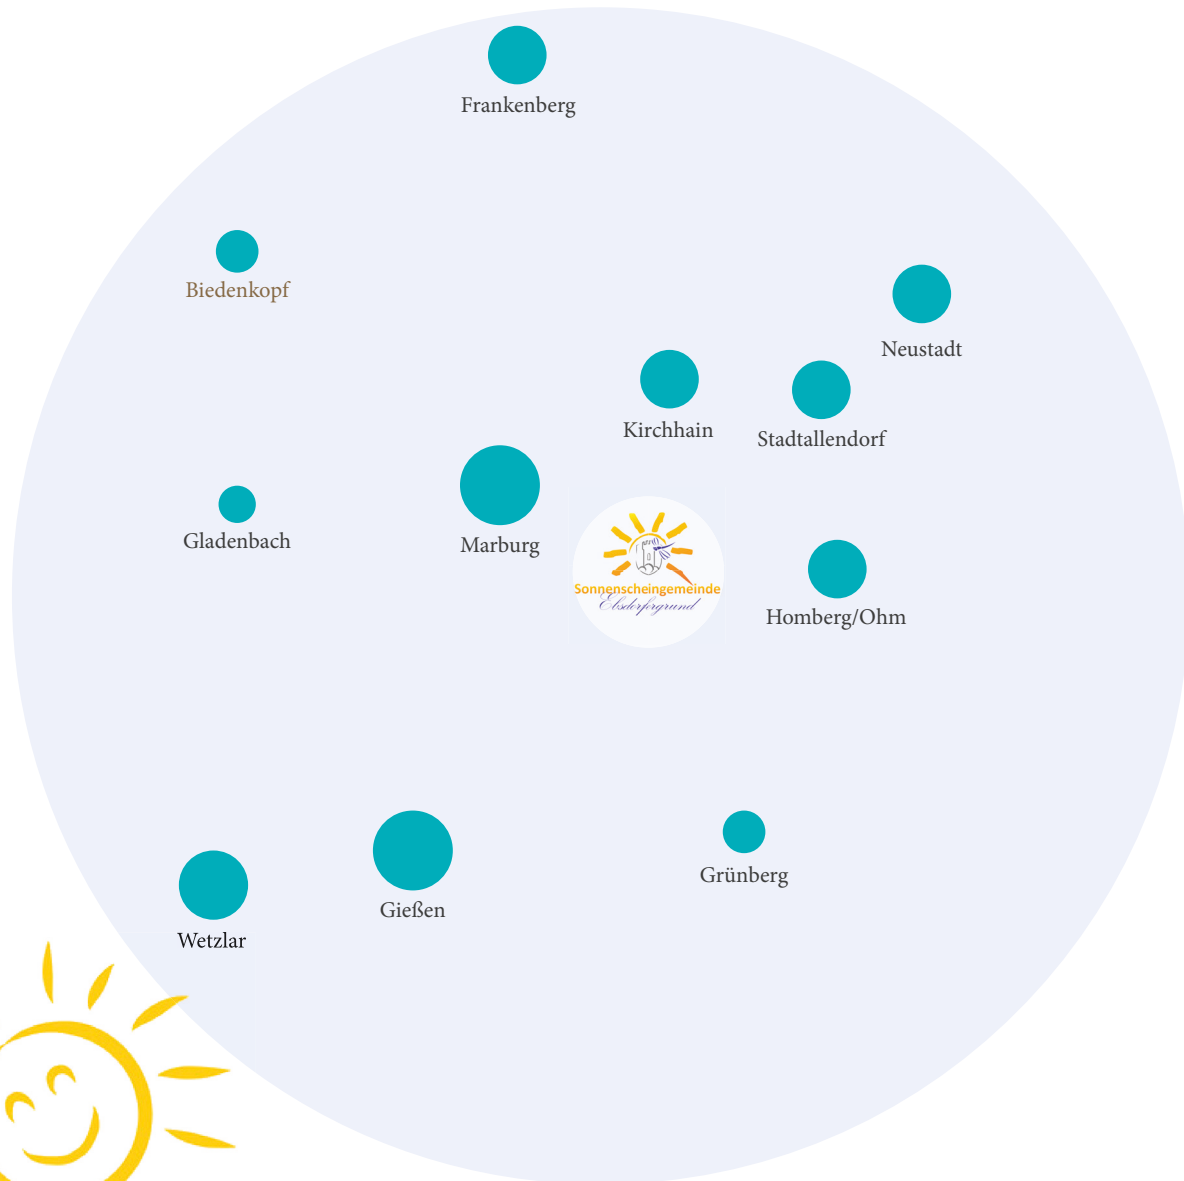 Frankenberg
Biedenkopf
Neustadt
Kirchhain
Stadtallendorf
Gladenbach
Marburg
Sonnenscheingemeinde
Ebsdorfergrund
Homberg/Ohm
Grünberg
Gießen
Wetzlar